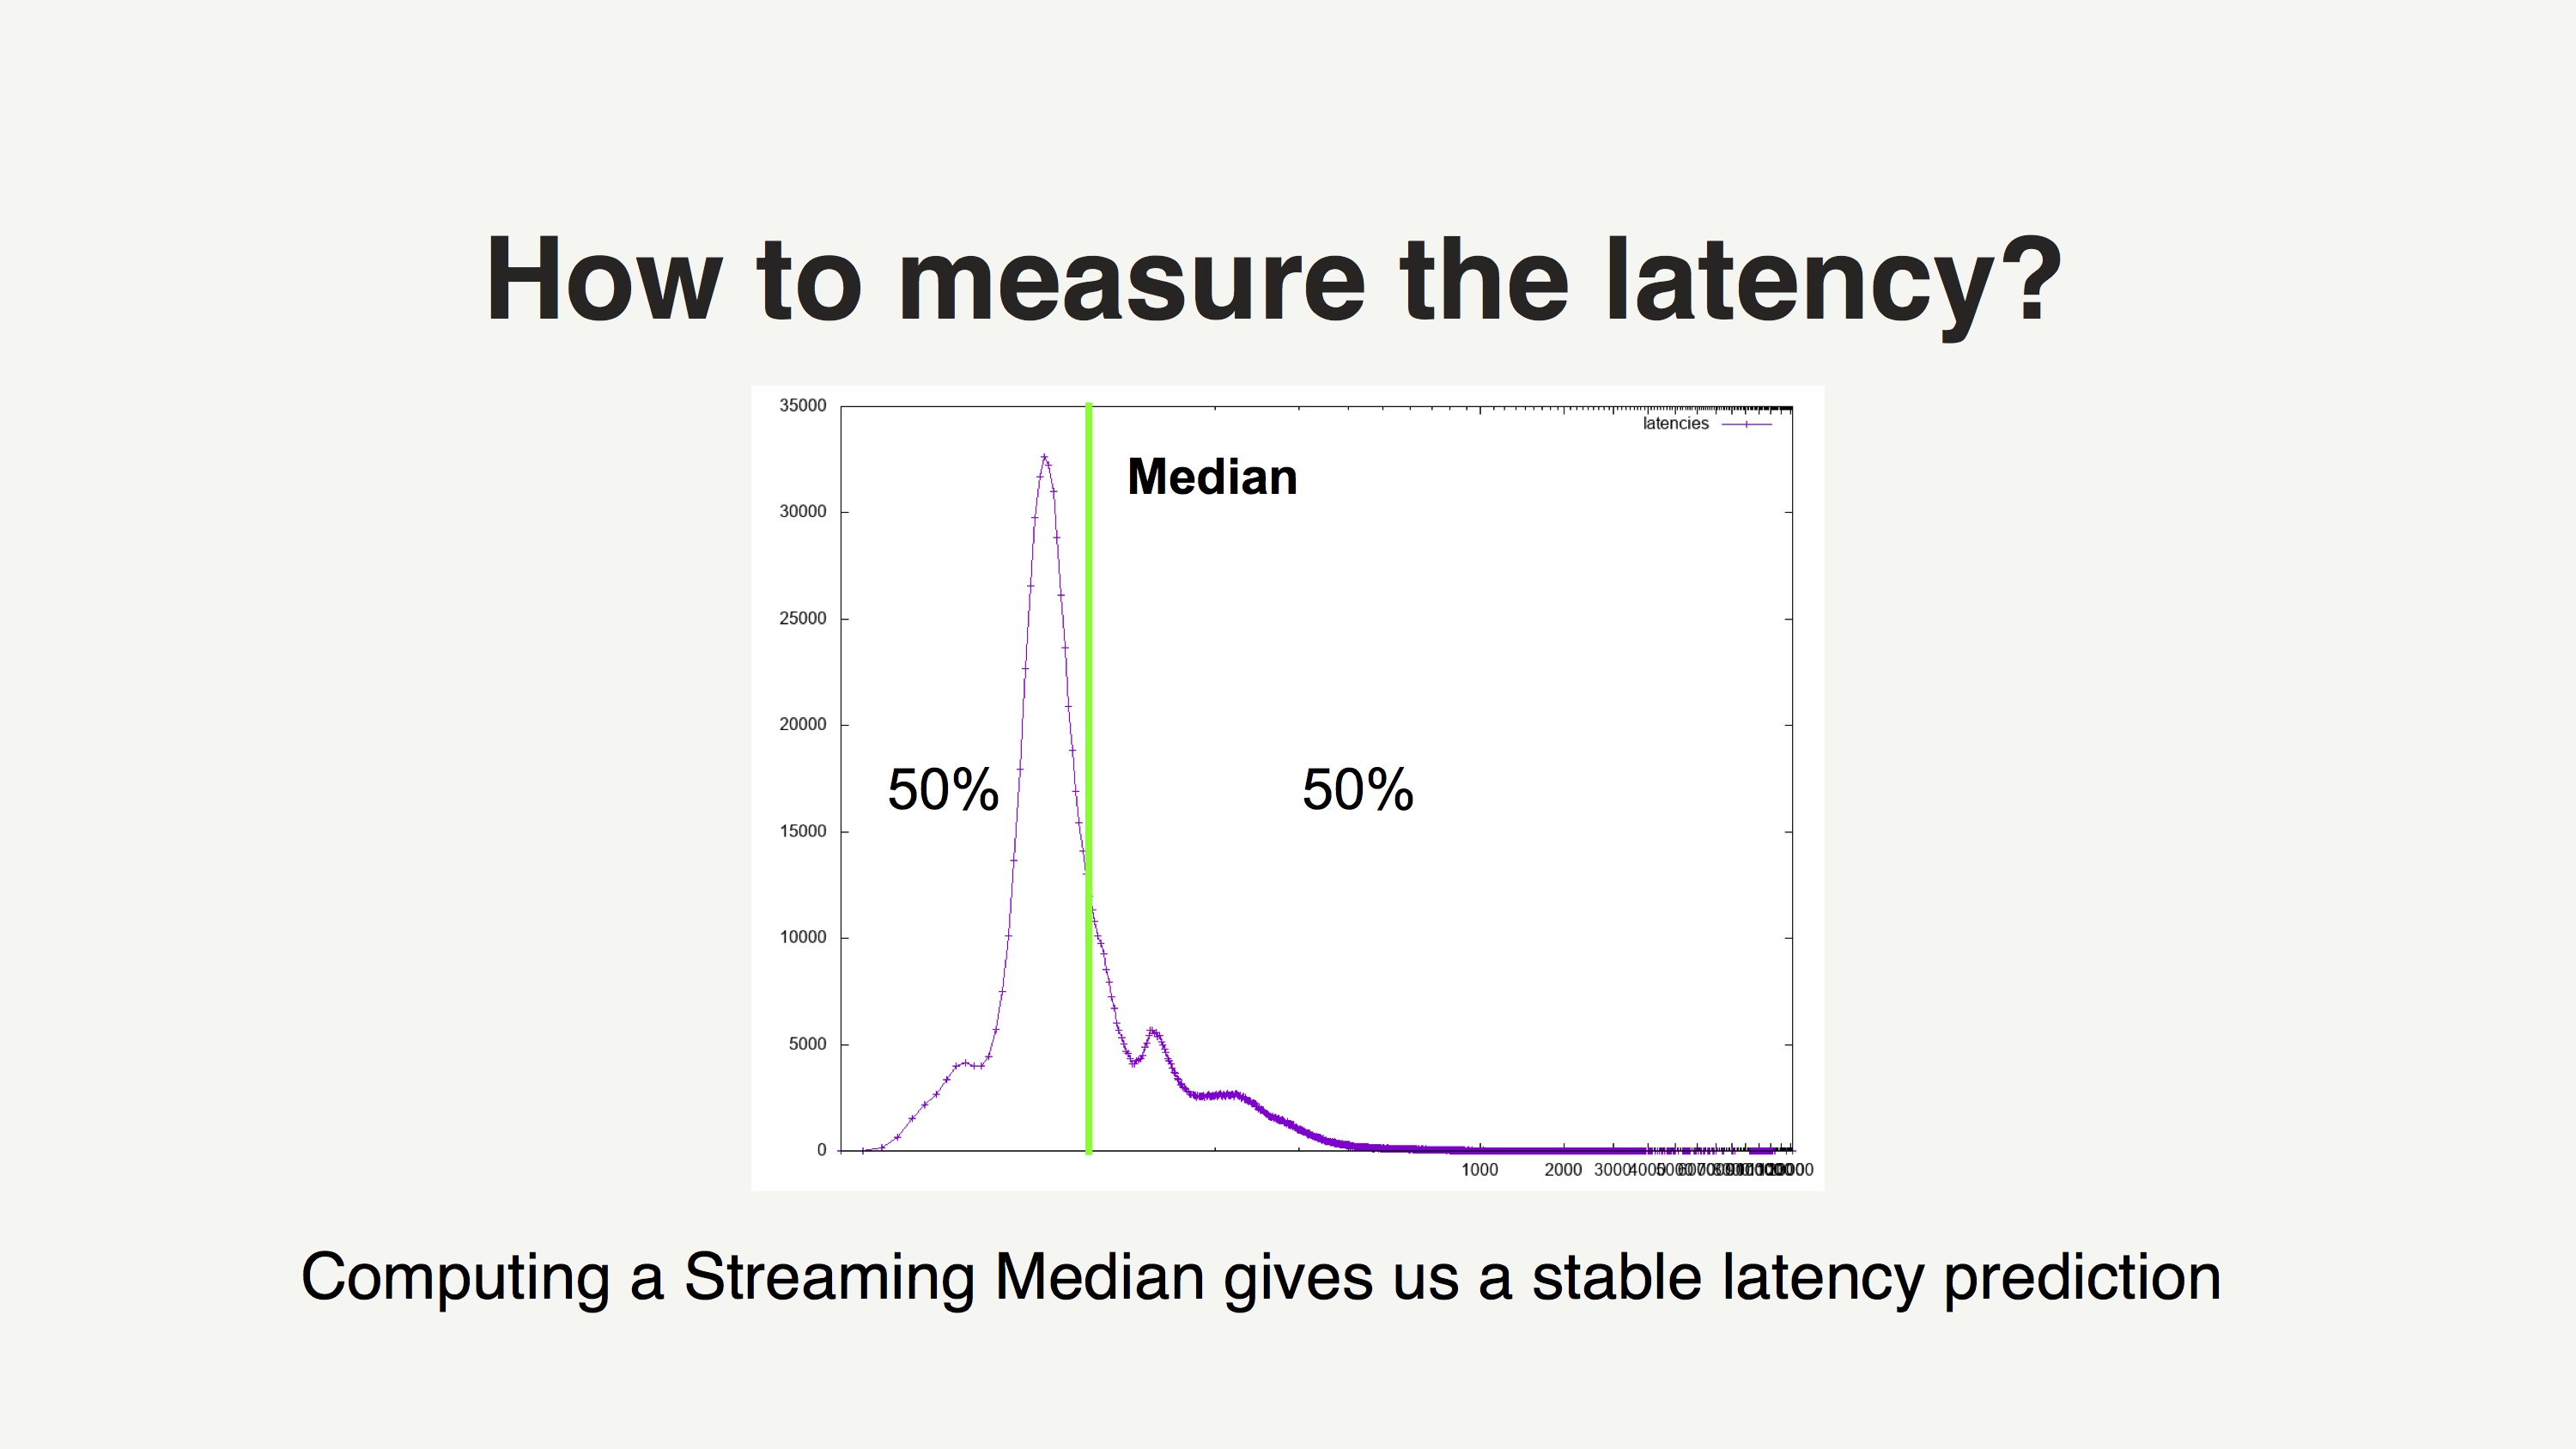 How to measure the latency?
35000
latencies
Median
30000
25000
20000
50% 50%
15000
10000
5000
0
1000 2000 3000 4000 5000
Computing a Streaming Median gives us a stable latency prediction